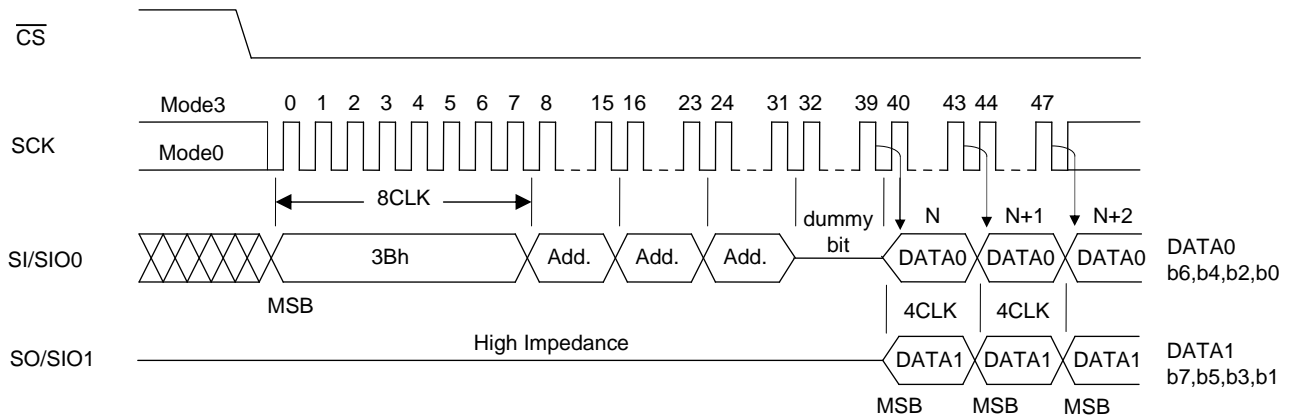 CS
Mode3 0 1 2 3 4 5 6 7 8 15 16 23 24 31 32 39 40 43 44 47
SCK
Mode0
8CLK
dummy
bit
N N+1 N+2
SI/SIO0 3Bh Add. Add. Add. DATA0 DATA0 DATA0
DATA0
b6,b4,b2,b0
MSB
4CLK 4CLK
High Impedance
SO/SIO1 DATA1 DATA1 DATA1
DATA1
b7,b5,b3,b1
MSB MSB MSB